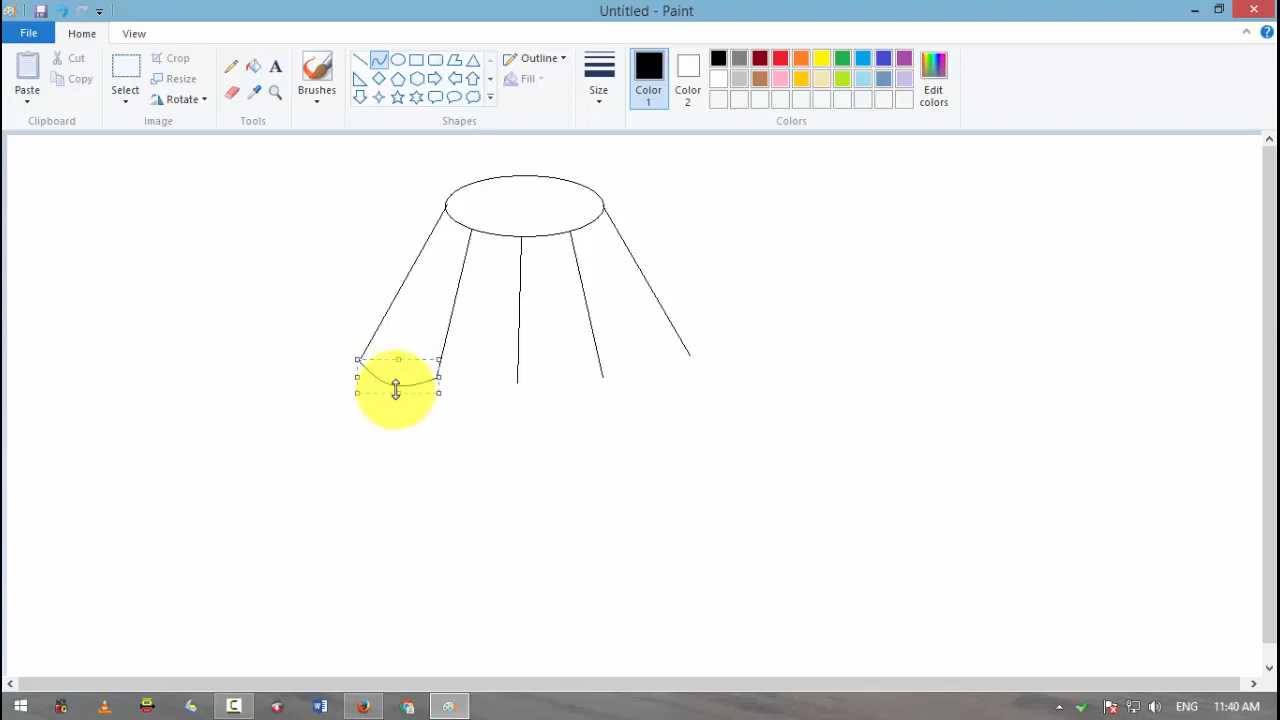 Untitled - Paint
File
Home
View
Paste
Cut
Copy
Clipboard
Select
Crop
Resize
Rotate
Image
A
Tools
Brushes
Shapes
Outline
Fill
Size
Color 1
Color 2
Edit colors
Colors
ENG
11:40 AM